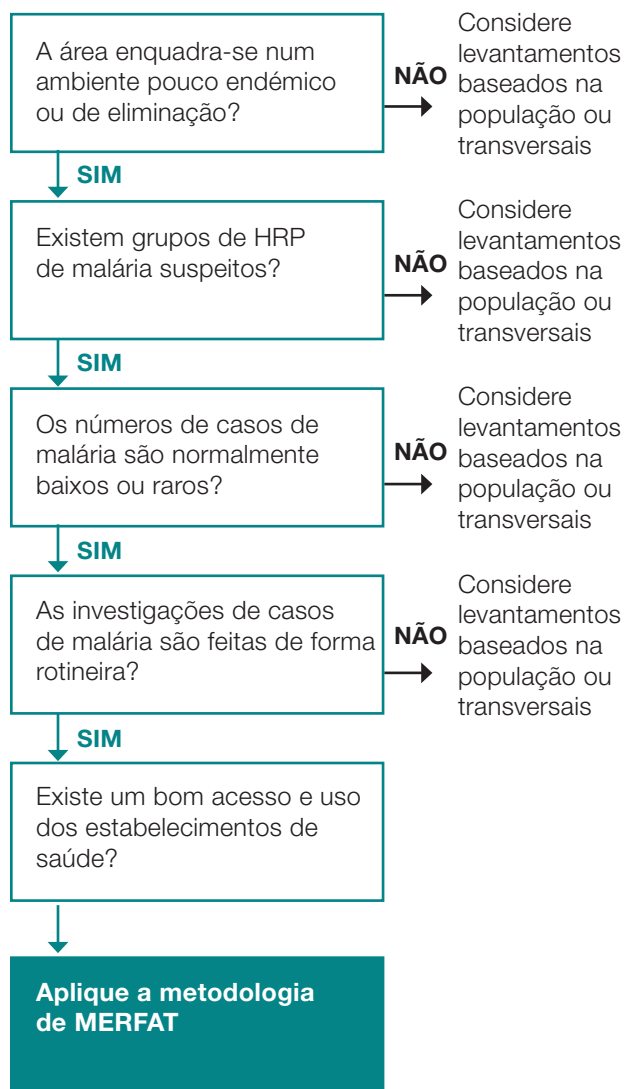 A área enquadra-se num
ambiente pouco endémico
ou de eliminação?
NÃO
Considere
levantamentos
baseados na
população ou
transversais
SIM
Existem grupos de HRP
de malária suspeitos?
NÃO
Considere
levantamentos
baseados na
população ou
transversais
SIM
Os números de casos de
malária são normalmente
baixos ou raros?
NÃO
Considere
levantamentos
baseados na
população ou
transversais
SIM
As investigações de casos
de malária são feitas de forma
rotineira?
NÃO
Considere
levantamentos
baseados na
população ou
transversais
SIM
Existe um bom acesso e uso
dos estabelecimentos de
saúde?
Aplique a metodologia
de MERFAT